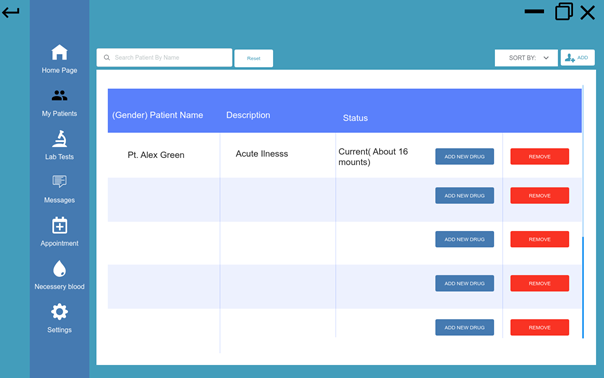 Search Patient By Name
Reset
SORT BY:
ADD
Home Page
My Patients
Lab Tests
Messages
Appointment
Necessery blood
Settings
(Gender) Patient Name
Description
Status
Pt. Alex Green
Acute Ilnesss
Current( About 16
mounts)
ADD NEW DRUG
REMOVE
ADD NEW DRUG
REMOVE
ADD NEW DRUG
REMOVE
ADD NEW DRUG
REMOVE
ADD NEW DRUG
REMOVE